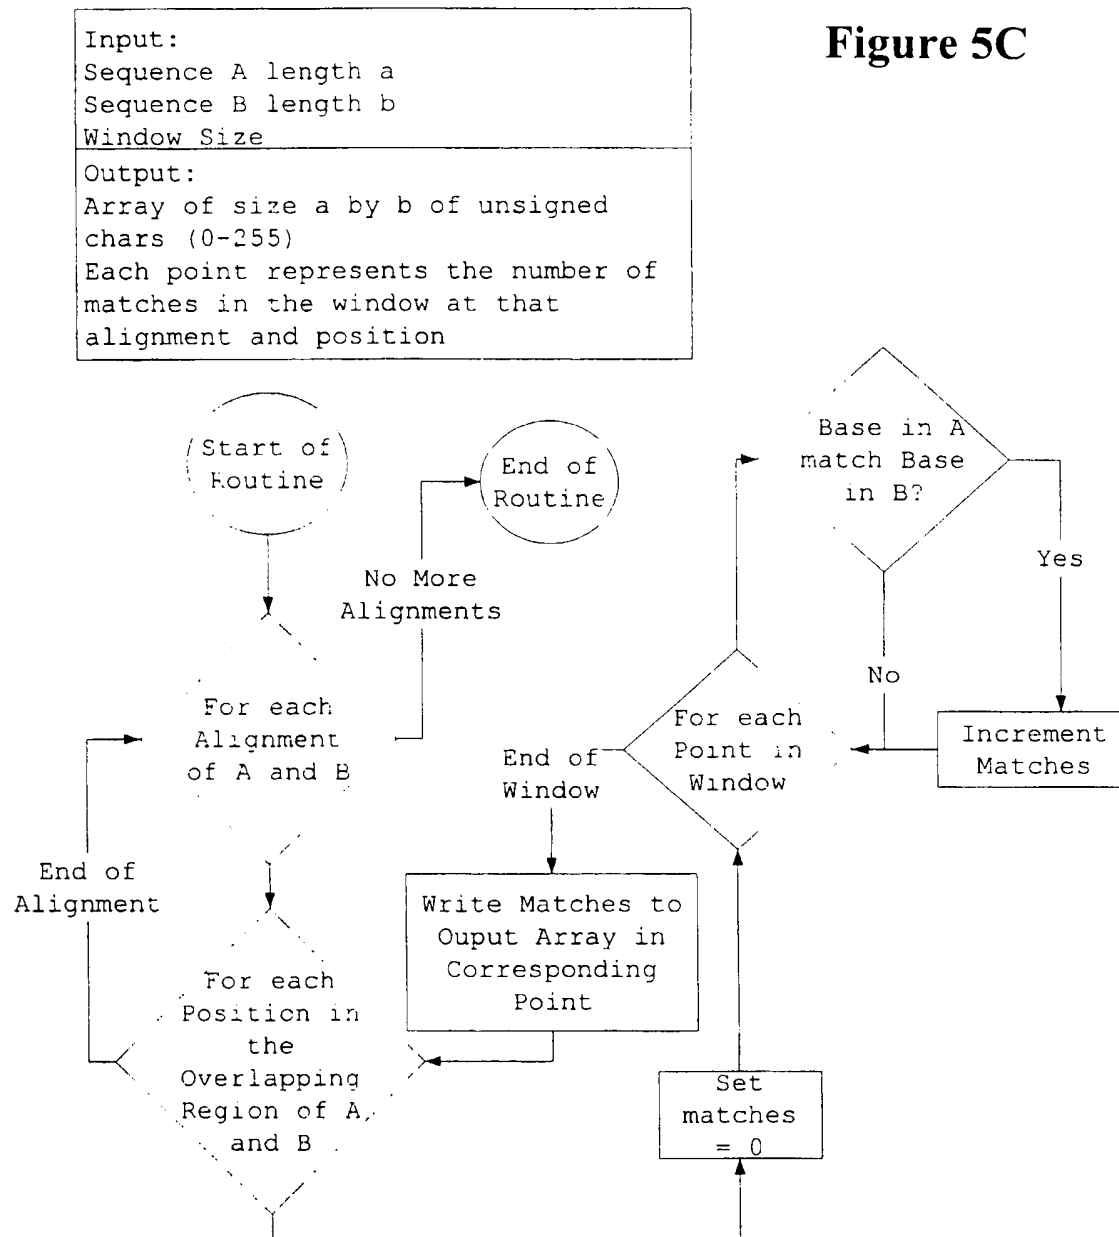 Figure 5C
Input:
Sequence A length a
Sequence B length b
Window Size
Output:
Array of size a by b of unsigned
chars (0-255)
Each point represents the number of
matches in the window at that
alignment and position
Start of
Routine
End of
Routine
No More
Alignments
For each
Alignment
of A and B
End of
Alignment
For each
Position in
the
Overlapping
Region of A
and B
Write Matches to
Ouput Array in
Corresponding
Point
End of
Window
For each
Point in
Window
Set
matches
= 0
Base in A
match Base
in B?
Yes
No
Increment
Matches